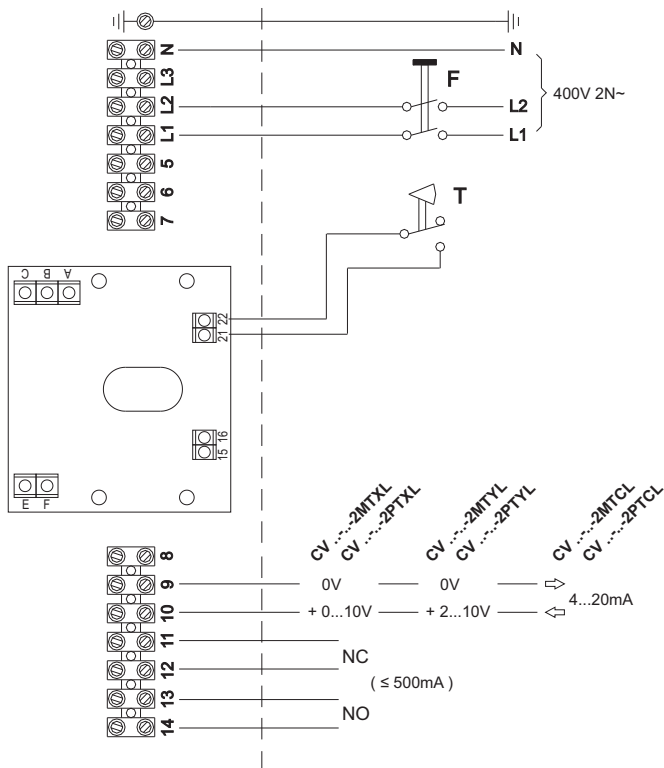 N
N
L3
F
400V 2N~
L2
L2
L1
L1
5
6
7
T
C B A
22
21
16
15
E F
CV ..-..-2MTXL
CV ..-..-2PTXL
CV ..-..-2MTYL
CV ..-..-2PTYL
CV ..-..-2MTCL
CV ..-..-2PTCL
8
9 0V 0V
4...20mA
10 + 0...10V + 2...10V
11
NC
12
( ≤ 500mA )
13
NO
14